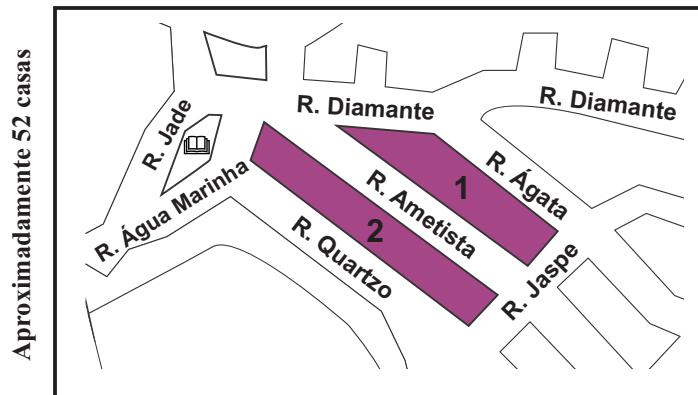 Aproximadamente 52 casas
R. Diamante
R. Diamante
R. Jade
R. Ágata
1
R. Ametista
R. Água Marinha
2
R. Quartzo
R. Jaspe